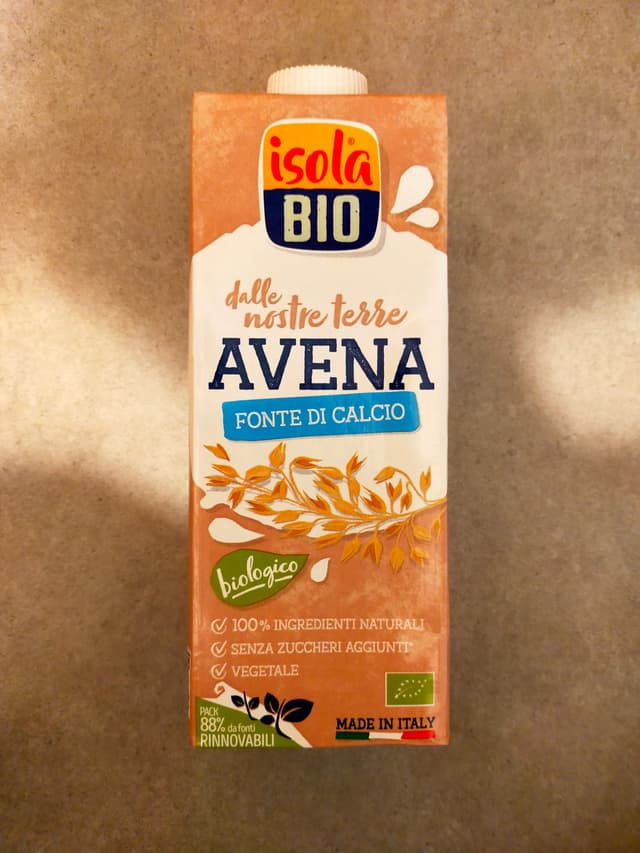 isola®
BIO
dalle
nostre terre
AVENA
FONTE DI CALCIO
biologico
100% INGREDIENTI NATURALI
SENZA ZUCCHERI AGGIUNTI*
VEGETALE
PACK
88% da fonti
RINNOVABILI
MADE IN ITALY